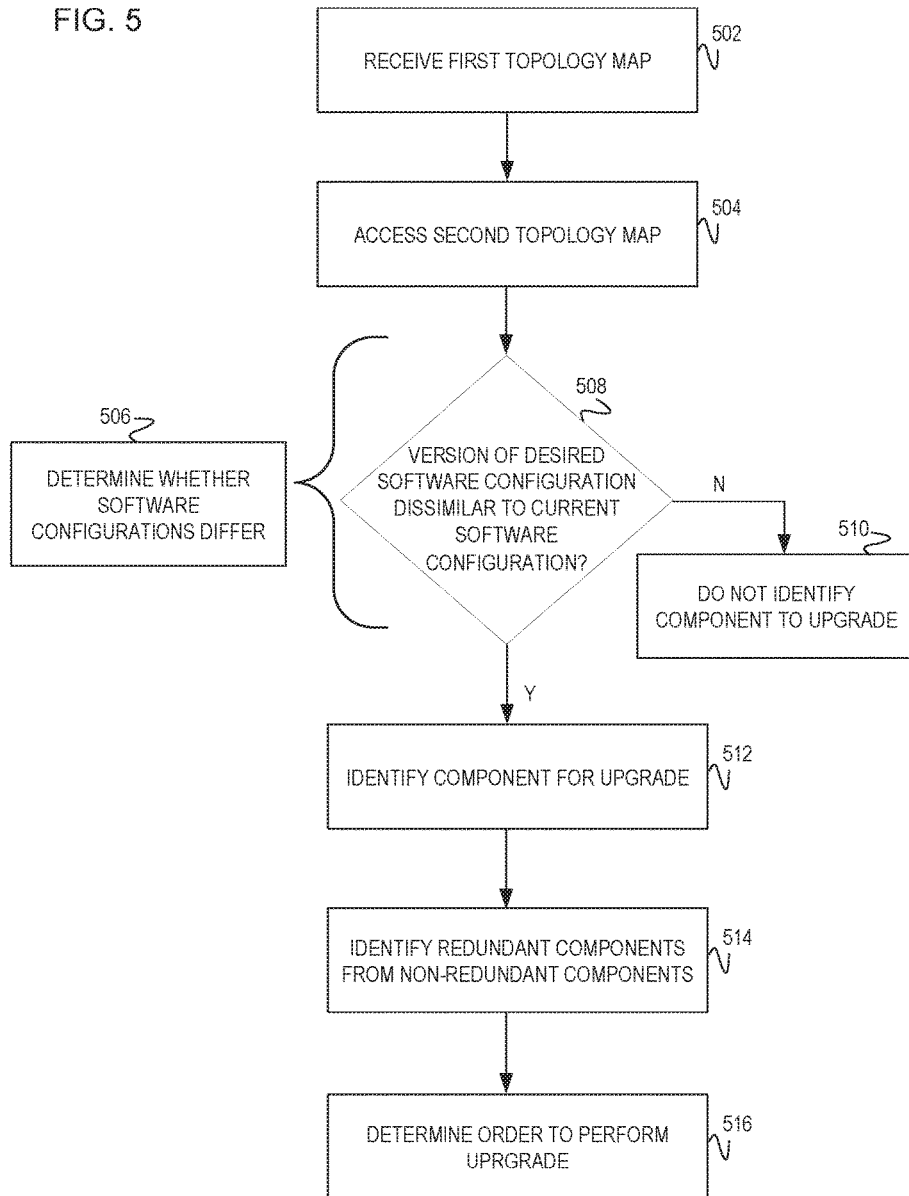 FIG. 5
RECEIVE FIRST TOPOLOGY MAP
502
ACCESS SECOND TOPOLOGY MAP
504
506
DETERMINE WHETHER
SOFTWARE
CONFIGURATIONS DIFFER
508
VERSION OF DESIRED
SOFTWARE CONFIGURATION
DISSIMILAR TO CURRENT
SOFTWARE
CONFIGURATION?
N
510
DO NOT IDENTIFY
COMPONENT TO UPGRADE
Y
IDENTIFY COMPONENT FOR UPGRADE
512
IDENTIFY REDUNDANT COMPONENTS
FROM NON-REDUNDANT COMPONENTS
514
DETERMINE ORDER TO PERFORM
UPRGRADE
516